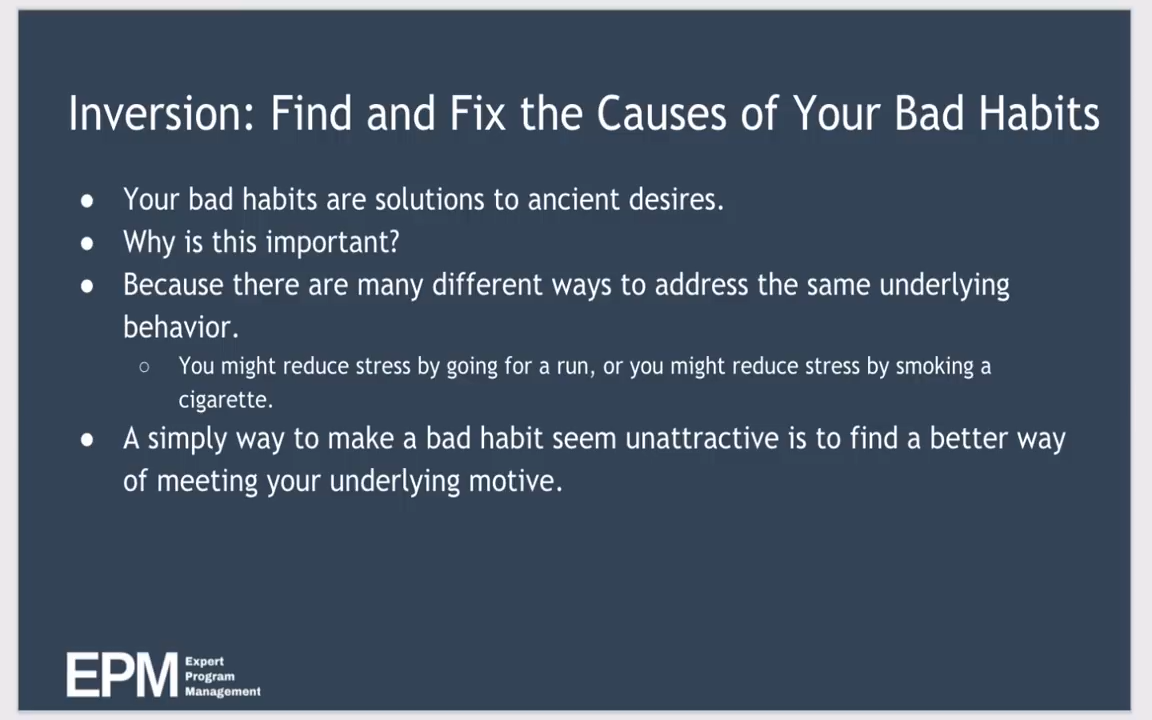 Inversion: Find and Fix the Causes of Your Bad Habits
● Your bad habits are solutions to ancient desires.
● Why is this important?
● Because there are many different ways to address the same underlying
behavior.
○ You might reduce stress by going for a run, or you might reduce stress by smoking a
cigarette.
● A simply way to make a bad habit seem unattractive is to find a better way
of meeting your underlying motive.
EPM Expert
Program
Management